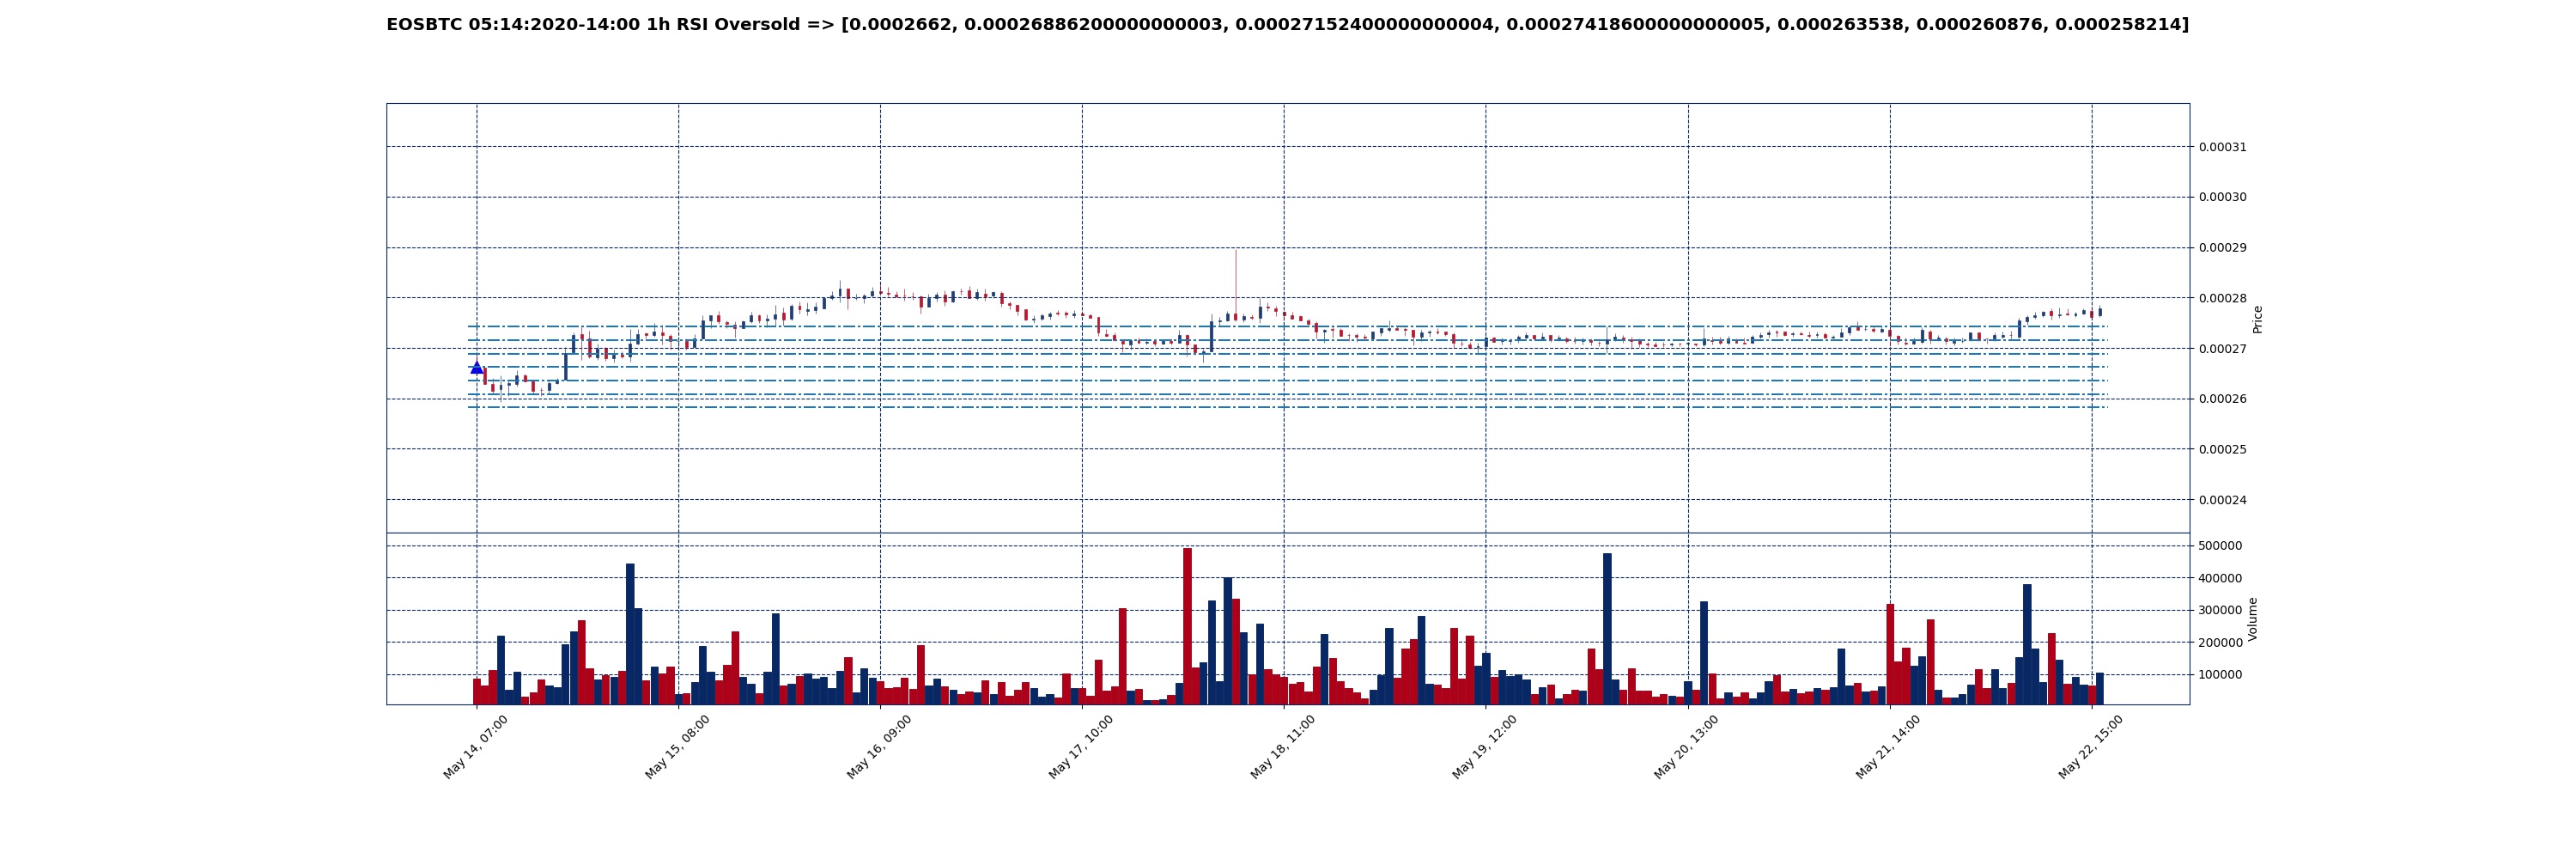 EOSBTC 05:14:2020-14:00 1h RSI Oversold => [0.0002662, 0.00026886200000000003, 0.00027152400000000004, 0.00027418600000000005, 0.000263538, 0.000260876, 0.000258214]
0.00031
0.00030
0.00029
0.00028
0.00027
0.00026
0.00025
0.00024
Price
500000
400000
300000
200000
100000
Volume
May 14, 07:00
May 15, 08:00
May 16, 09:00
May 17, 10:00
May 18, 11:00
May 19, 12:00
May 20, 13:00
May 21, 14:00
May 22, 15:00